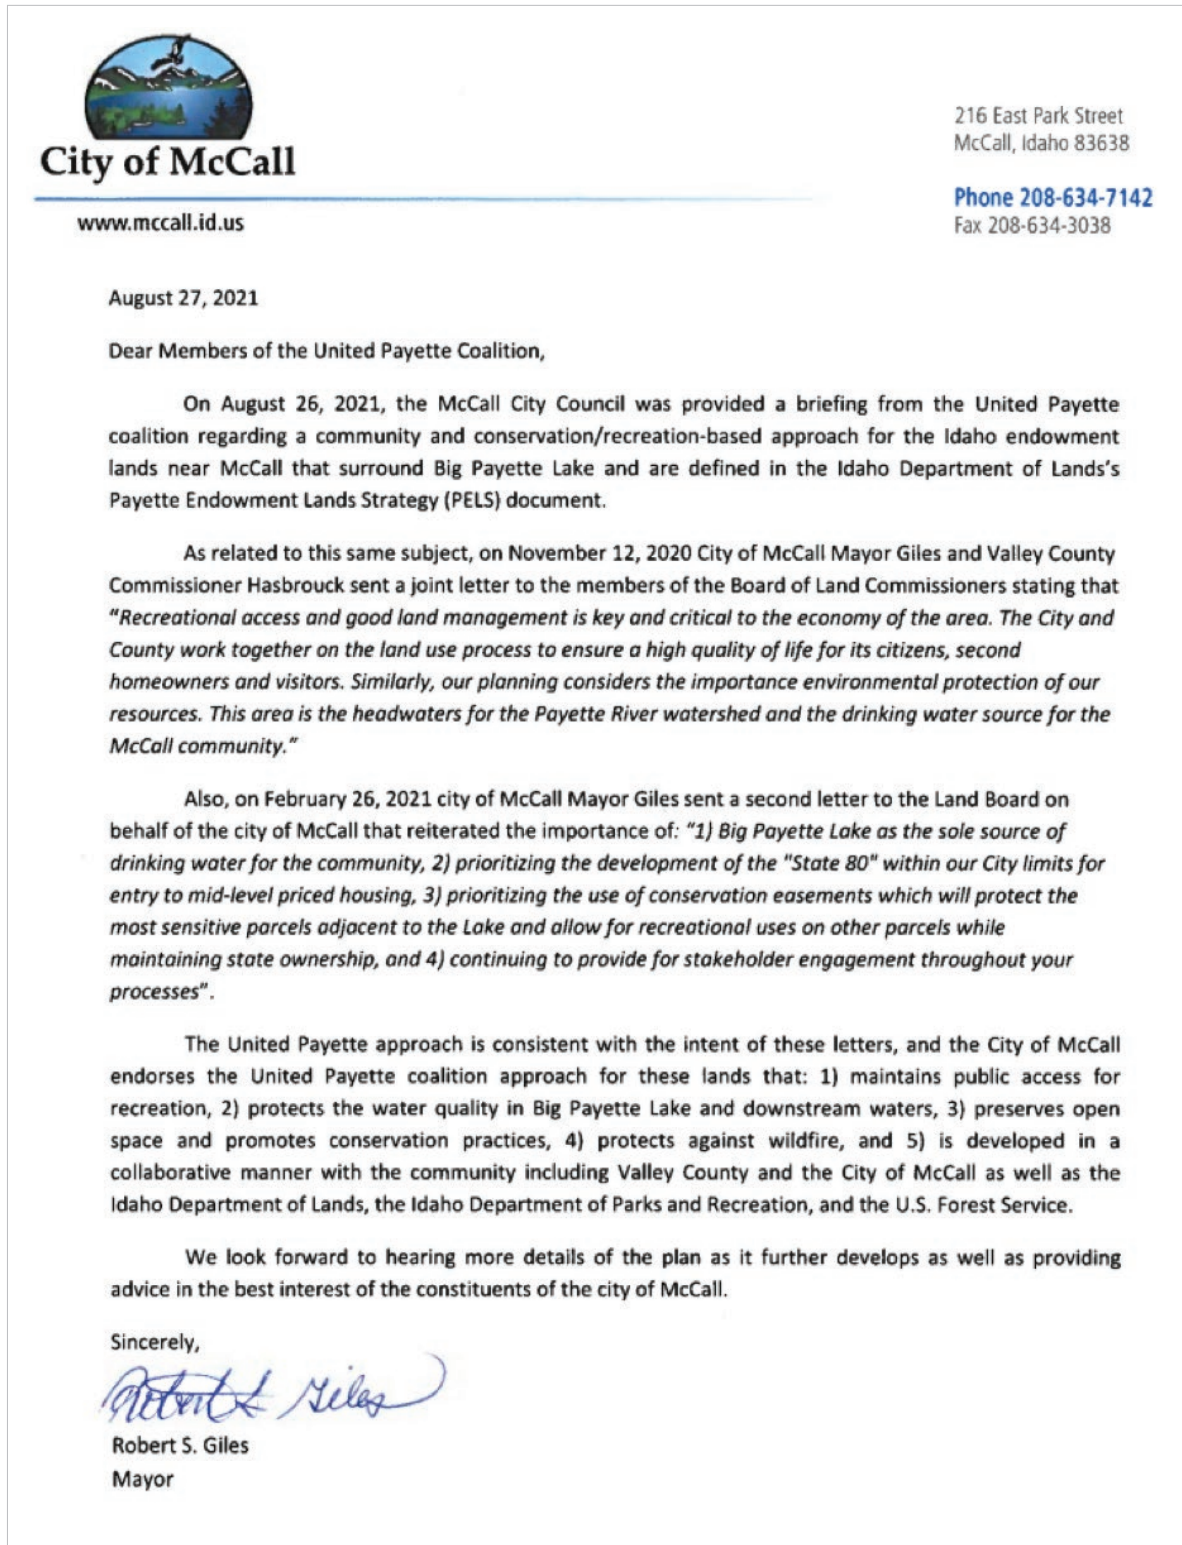 City of McCall
www.mccall.id.us
216 East Park Street
McCall, Idaho 83638
Phone 208-634-7142
Fax 208-634-3038
August 27, 2021
Dear Members of the United Payette Coalition,
On August 26, 2021, the McCall City Council was provided a briefing from the United Payette
coalition regarding a community and conservation/recreation-based approach for the Idaho endowment
lands near McCall that surround Big Payette Lake and are defined in the Idaho Department of Lands's
Payette Endowment Lands Strategy (PELS) document.
As related to this same subject, on November 12, 2020 City of McCall Mayor Giles and Valley County
Commissioner Hasbrouck sent a joint letter to the members of the Board of Land Commissioners stating that
"Recreational access and good land management is key and critical to the economy of the area. The City and
County work together on the land use process to ensure a high quality of life for its citizens, second
homeowners and visitors. Similarly, our planning considers the importance environmental protection of our
resources. This area is the headwaters for the Payette River watershed and the drinking water source for the
McCall community."
Also, on February 26, 2021 city of McCall Mayor Giles sent a second letter to the Land Board on
behalf of the city of McCall that reiterated the importance of: "1) Big Payette Lake as the sole source of
drinking water for the community, 2) prioritizing the development of the "State 80" within our City limits for
entry to mid-level priced housing, 3) prioritizing the use of conservation easements which will protect the
most sensitive parcels adjacent to the Lake and allow for recreational uses on other parcels while
maintaining state ownership, and 4) continuing to provide for stakeholder engagement throughout your
processes".
The United Payette approach is consistent with the intent of these letters, and the City of McCall
endorses the United Payette coalition approach for these lands that: 1) maintains public access for
recreation, 2) protects the water quality in Big Payette Lake and downstream waters, 3) preserves open
space and promotes conservation practices, 4) protects against wildfire, and 5) is developed in a
collaborative manner with the community including Valley County and the City of McCall as well as the
Idaho Department of Lands, the Idaho Department of Parks and Recreation, and the U.S. Forest Service.
We look forward to hearing more details of the plan as it further develops as well as providing
advice in the best interest of the constituents of the city of McCall.
Sincerely,
Robert S Giles
Robert S. Giles
Mayor